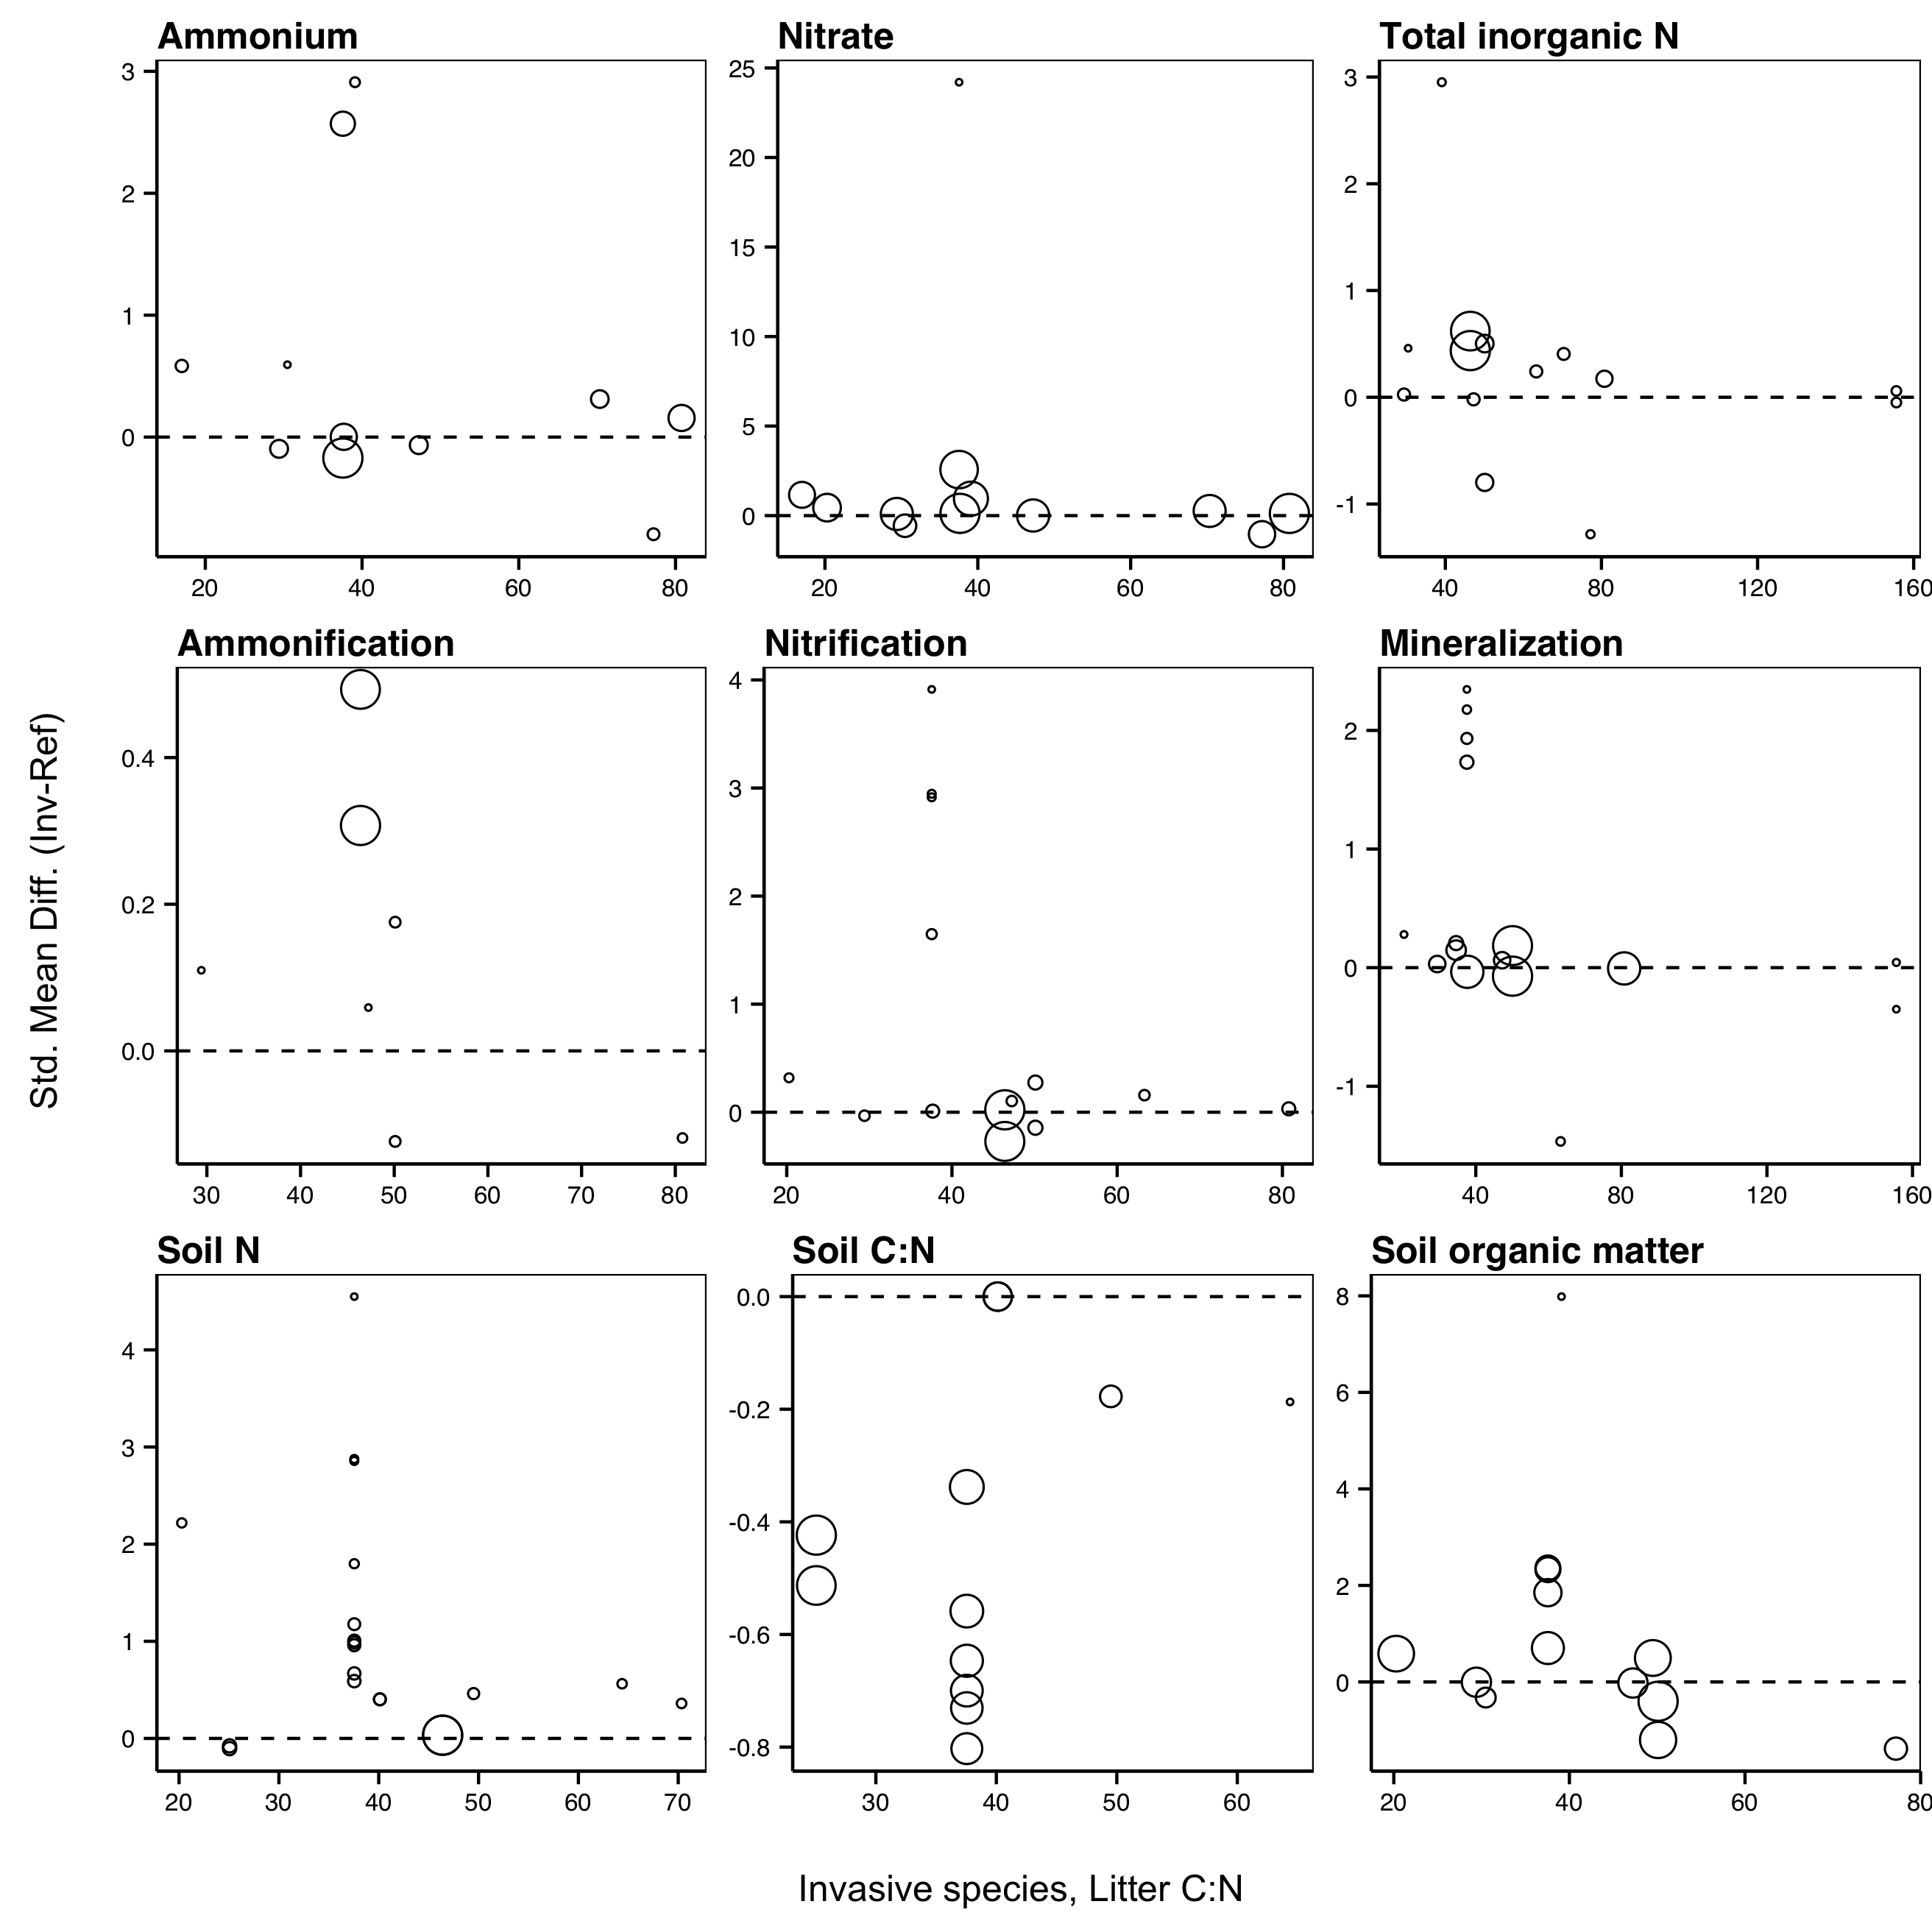 Ammonium
3
2
1
0
20 40 60 80
Nitrate
25
20
15
10
5
0
20 40 60 80
Total inorganic N
3
2
1
0
-1
40 80 120 160
Std. Mean Diff. (Inv-Ref)
Ammonification
0.4
0.2
0.0
30 40 50 60 70 80
Nitrification
4
3
2
1
0
20 40 60 80
Mineralization
2
1
0
-1
40 80 120 160
Soil N
4
3
2
1
0
20 30 40 50 60 70
Soil C:N
0.0
-0.2
-0.4
-0.6
-0.8
30 40 50 60
Soil organic matter
8
6
4
2
0
20 40 60 80
Invasive species, Litter C:N